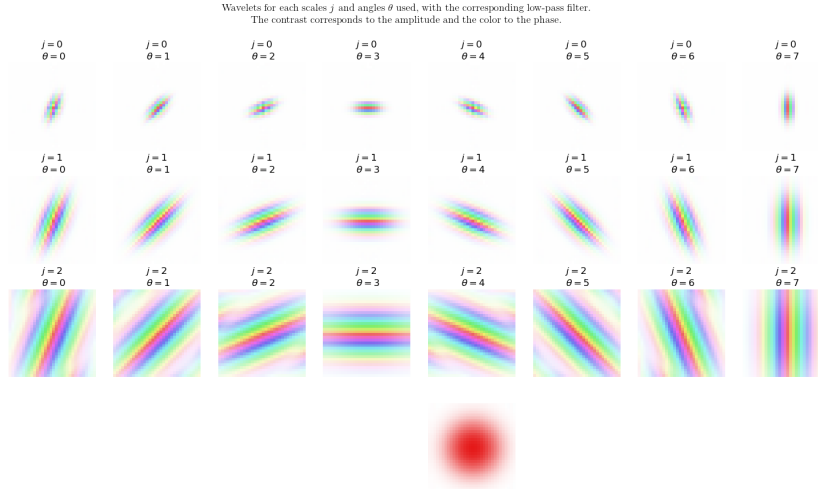 Wavelets for each scales j and angles θ used, with the corresponding low-pass filter.
The contrast corresponds to the amplitude and the color to the phase.
j = 0 j = 0 j = 0 j = 0 j = 0 j = 0 j = 0 j = 0
θ = 0 θ = 1 θ = 2 θ = 3 θ = 4 θ = 5 θ = 6 θ = 7
j = 1 j = 1 j = 1 j = 1 j = 1 j = 1 j = 1 j = 1
θ = 0 θ = 1 θ = 2 θ = 3 θ = 4 θ = 5 θ = 6 θ = 7
j = 2 j = 2 j = 2 j = 2 j = 2 j = 2 j = 2 j = 2
θ = 0 θ = 1 θ = 2 θ = 3 θ = 4 θ = 5 θ = 6 θ = 7